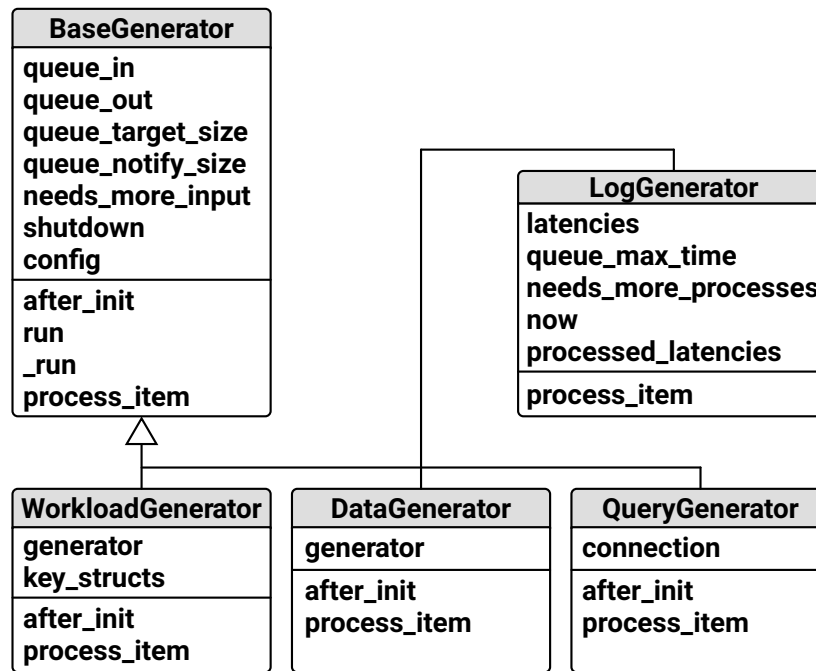 BaseGenerator
queue_in
queue_out
queue_target_size
queue_notify_size
needs_more_input
shutdown
config
after_init
run
_run
process_item
LogGenerator
latencies
queue_max_time
needs_more_processes
now
processed_latencies
process_item
WorkloadGenerator
generator
key_structs
after_init
process_item
DataGenerator
generator
after_init
process_item
QueryGenerator
connection
after_init
process_item